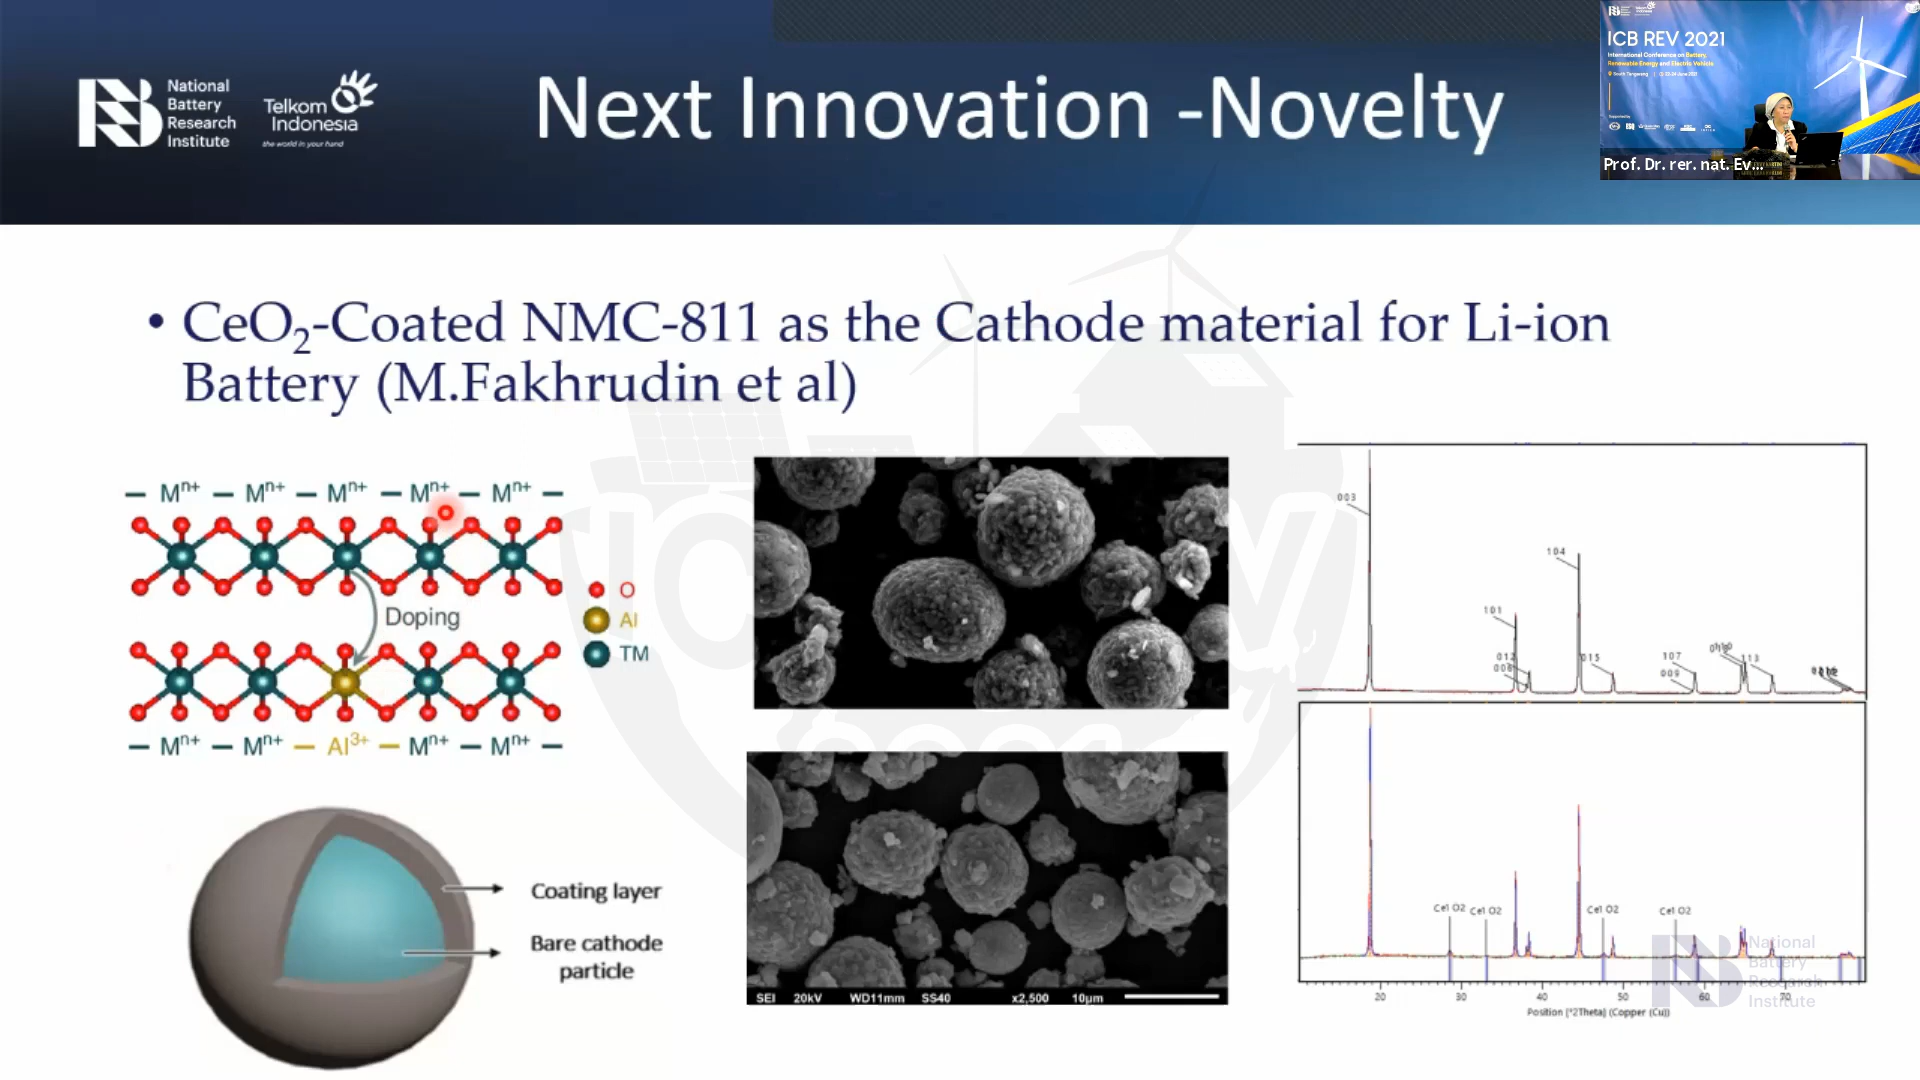 National
Battery
Research
Institute
Telkom
Indonesia
the world in your hand
Next Innovation -Novelty
ICB REV 2021
International Conference on Battery,
Renewable Energy and Electric Vehicle
Prof. Dr. rer. nat. Ev...
• CeO2-Coated NMC-811 as the Cathode material for Li-ion
Battery (M.Fakhrudin et al)
— Mn+ — Mn+ — Mn+ — Mn+ — Mn+ —
O
Al
TM
Doping
— Mn+ — Mn+ — Al3+ — Mn+ — Mn+ —
Coating layer
Bare cathode
particle
SEI 20kV WD11mm SS40 x2,500 10μm
003
104
101
012
006
015
107
009
113
Ce1 O2
Ce1 O2
Ce1 O2
Ce1 O2
20 30 40 50 60 70
Position [°2Theta] (Copper (Cu))
National
Battery
Research
Institute